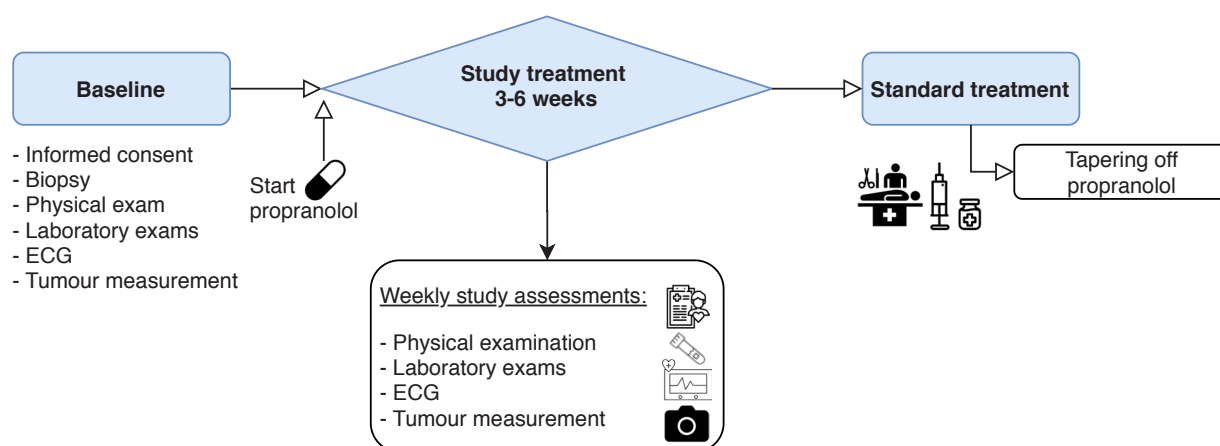 Baseline
- Informed consent
- Biopsy
- Physical exam
- Laboratory exams
- ECG
- Tumour measurement
Start
propranolol
Study treatment
3-6 weeks
Weekly study assessments:
- Physical examination
- Laboratory exams
- ECG
- Tumour measurement
Standard treatment
Tapering off
propranolol